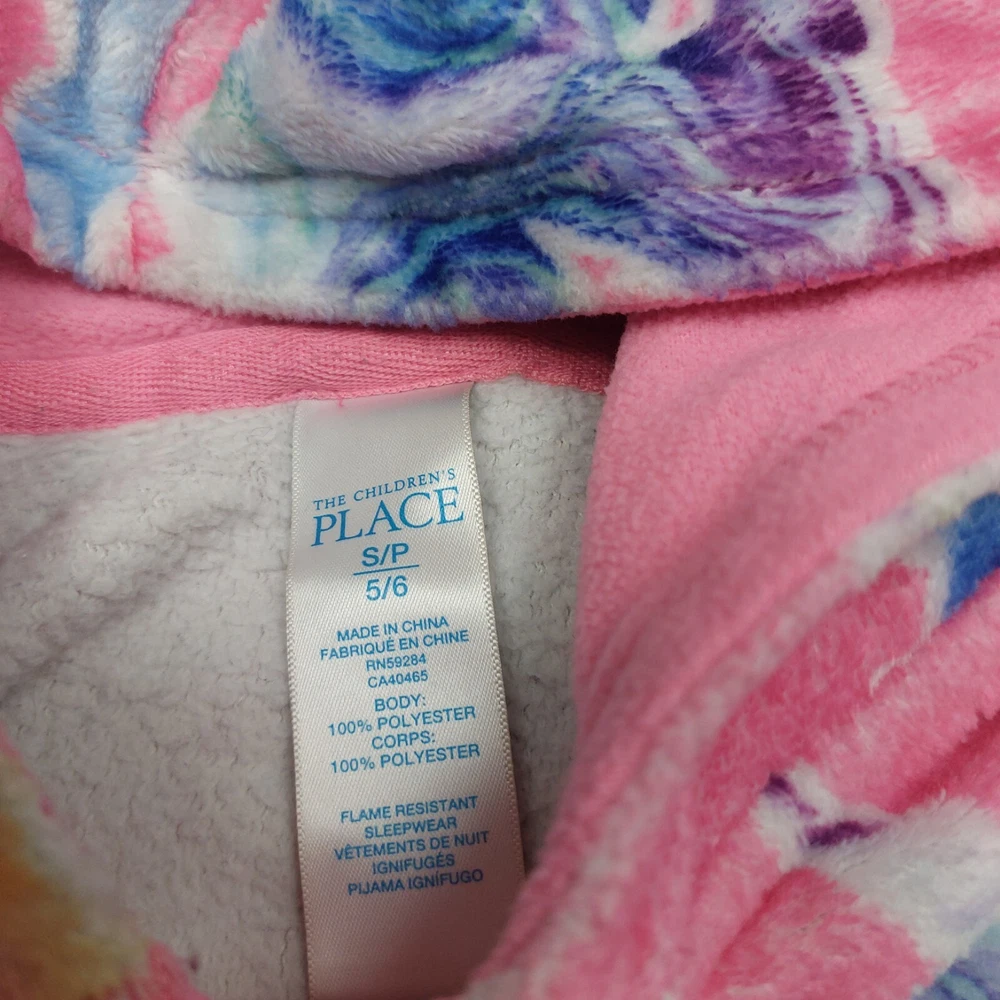 THE CHILDREN'S
PLACE
S/P
5/6
MADE IN CHINA
FABRIQUÉ EN CHINE
RN59284
CA40465
BODY:
100% POLYESTER
CORPS:
100% POLYESTER
FLAME RESISTANT
SLEEPWEAR
VÊTEMENTS DE NUIT
IGNIFUGÉS
PIJAMA IGNÍFUGO